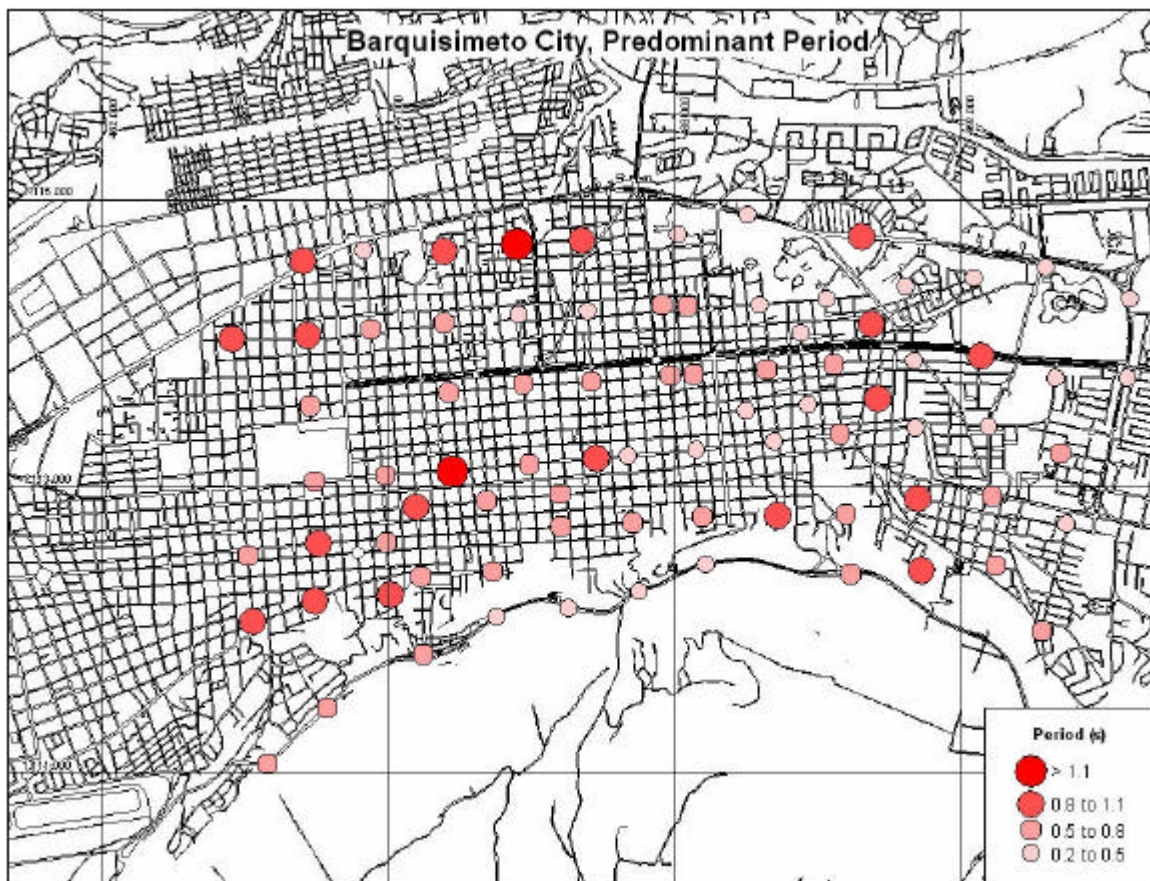 Barquisimeto City, Predominant Period
Period (s)
> 1.1
0.8 to 1.1
0.5 to 0.8
0.2 to 0.5